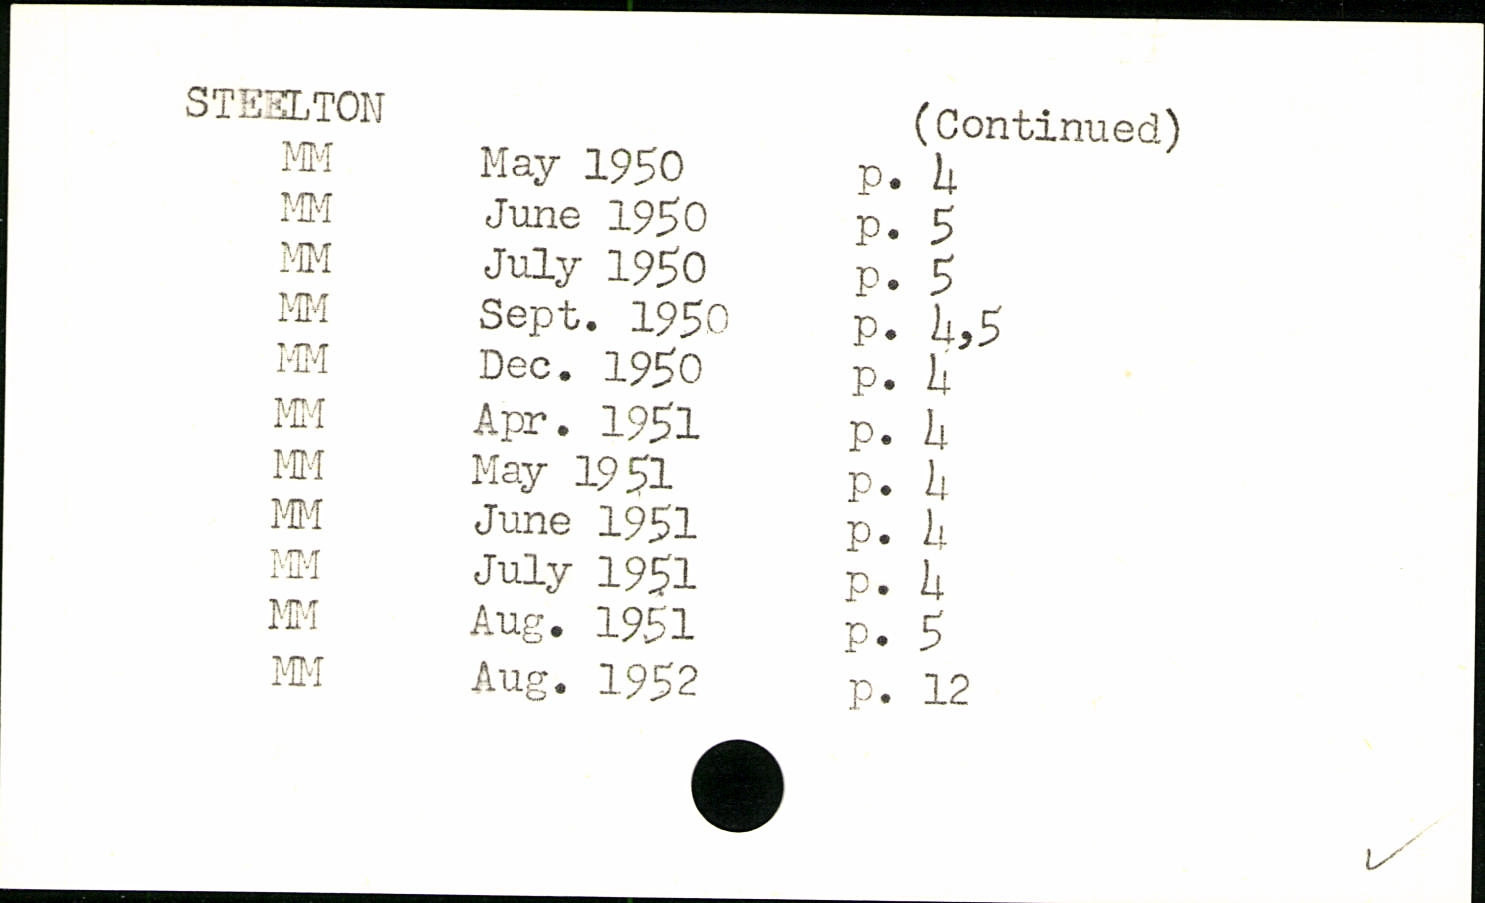 STEELTON (Continued)
MM May 1950 p. 4
MM June 1950 p. 5
MM July 1950 p. 5
MM Sept. 1950 p. 4,5
MM Dec. 1950 p. 4
MM Apr. 1951 p. 4
MM May 1951 p. 4
MM June 1951 p. 4
MM July 1951 p. 4
MM Aug. 1951 p. 5
MM Aug. 1952 p. 12